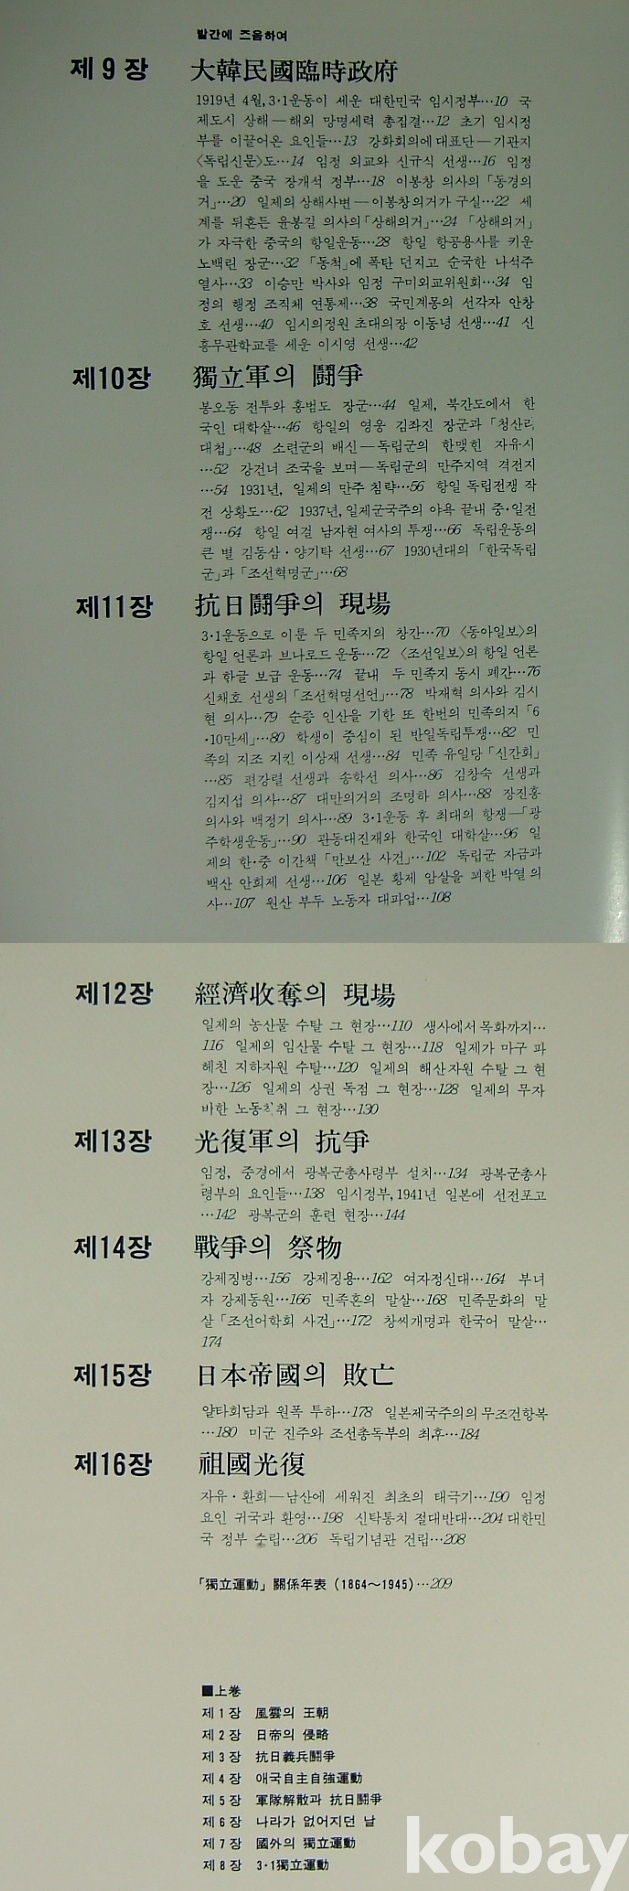 발간에 즈음하여
제 9 장 大韓民國臨時政府
1919년 4월, 3·1운동이 세운 대한민국 임시정부…10 국
제도시 상해—해외 망명세력 총집결…12 초기 임시정
부를 이끌어온 요인들…13 강화회의에 대표단—기관지
〈독립신문〉도…14 임정 외교와 신규식 선생…16 임정
을 도운 중국 장개석 정부…18 이봉창 의사의 「동경의
거」…20 일제의 상해사변—이봉창의거가 구실…22 세
계를 뒤흔든 윤봉길 의사의 「상해의거」…24 「상해의거」
가 자극한 중국의 항일운동…28 항일 항공용사를 키운
노백린 장군…32 「동척」에 폭탄 던지고 순국한 나석주
열사…33 이승만 박사와 임정 구미외교위원회…34 임
정의 행정 조직체 연통제…38 국민계몽의 선각자 안창
호 선생…40 임시의정원 초대의장 이동녕 선생…41 신
흥무관학교를 세운 이시영 선생…42
제10장 獨立軍의 鬪爭
봉오동 전투와 홍범도 장군…44 일제, 북간도에서 한
국인 대학살…46 항일의 영웅 김좌진 장군과 「청산리
대첩」…48 소련군의 배신—독립군의 한맺힌 자유시
…52 강건너 조국을 보며—독립군의 만주지역 격전지
…54 1931년, 일제의 만주 침략…56 항일 독립전쟁 작
전 상황도…62 1937년, 일제군국주의 야욕 끝내 중·일전
쟁…64 항일 여걸 남자현 여사의 투쟁…66 독립운동의
큰 별 김동삼·양기탁 선생…67 1930년대의 「한국독립
군」과 「조선혁명군」…68
제11장 抗日鬪爭의 現場
3·1운동으로 이룬 두 민족지의 창간…70 〈동아일보〉의
항일 언론과 브나로드 운동…72 〈조선일보〉의 항일 언론
과 한글 보급 운동…74 끝내 두 민족지 동시 폐간…76
신채호 선생의 「조선혁명선언」…78 박재혁 의사와 김시
현 의사…79 순종 인산을 기한 또 한번의 민족의지 「6
·10만세」…80 학생이 중심이 된 반일독립투쟁…82 민
족의 지조 지킨 이상재 선생…84 민족 유일당 「신간회」
…85 편강렬 선생과 송학선 의사…86 김창숙 선생과
김지섭 의사…87 대만의거의 조명하 의사…88 장진홍
의사와 백정기 의사…89 3·1운동 후 최대의 항쟁—「광
주학생운동」…90 관동대진재와 한국인 대학살…96 일
제의 한·중 이간책 「만보산 사건」…102 독립군 자금과
백산 안희제 선생…106 일본 황제 암살을 꾀한 박열 의
사…107 원산 부두 노동자 대파업…108
제12장 經濟收奪의 現場
일제의 농산물 수탈 그 현장…110 생사에서 목화까지…
116 일제의 임산물 수탈 그 현장…118 일제가 마구 파
헤친 지하자원 수탈…120 일제의 해산자원 수탈 그 현
장…126 일제의 상권 독점 그 현장…128 일제의 무자
바한 노동착취 그 현장…130
제13장 光復軍의 抗爭
임정, 중경에서 광복군총사령부 설치…134 광복군총사
령부의 요인들…138 임시정부, 1941년 일본에 선전포고
…142 광복군의 훈련 현장…144
제14장 戰爭의 祭物
강제징병…156 강제징용…162 여자정신대…164 부녀
자 강제동원…166 민족혼의 말살…168 민족문화의 말
살 「조선어학회 사건」…172 창씨개명과 한국어 말살…
174
제15장 日本帝國의 敗亡
얄타회담과 원폭 투하…178 일본제국주의의 무조건항복
…180 미군 진주와 조선총독부의 최후…184
제16장 祖國光復
자유·환희—남산에 세워진 최초의 태극기…190 임정
요인 귀국과 환영…198 신탁통치 절대반대…204 대한민
국 정부 수립…206 독립기념관 건립…208
「獨立運動」 關係年表 (1864~1945)…209
■上卷
제 1 장 風雲의 王朝
제 2 장 日帝의 侵略
제 3 장 抗日義兵鬪爭
제 4 장 애국自主自強運動
제 5 장 軍隊解散과 抗日鬪爭
제 6 장 나라가 없어지던 날
제 7 장 國外의 獨立運動
제 8 장 3·1獨立運動
kobay